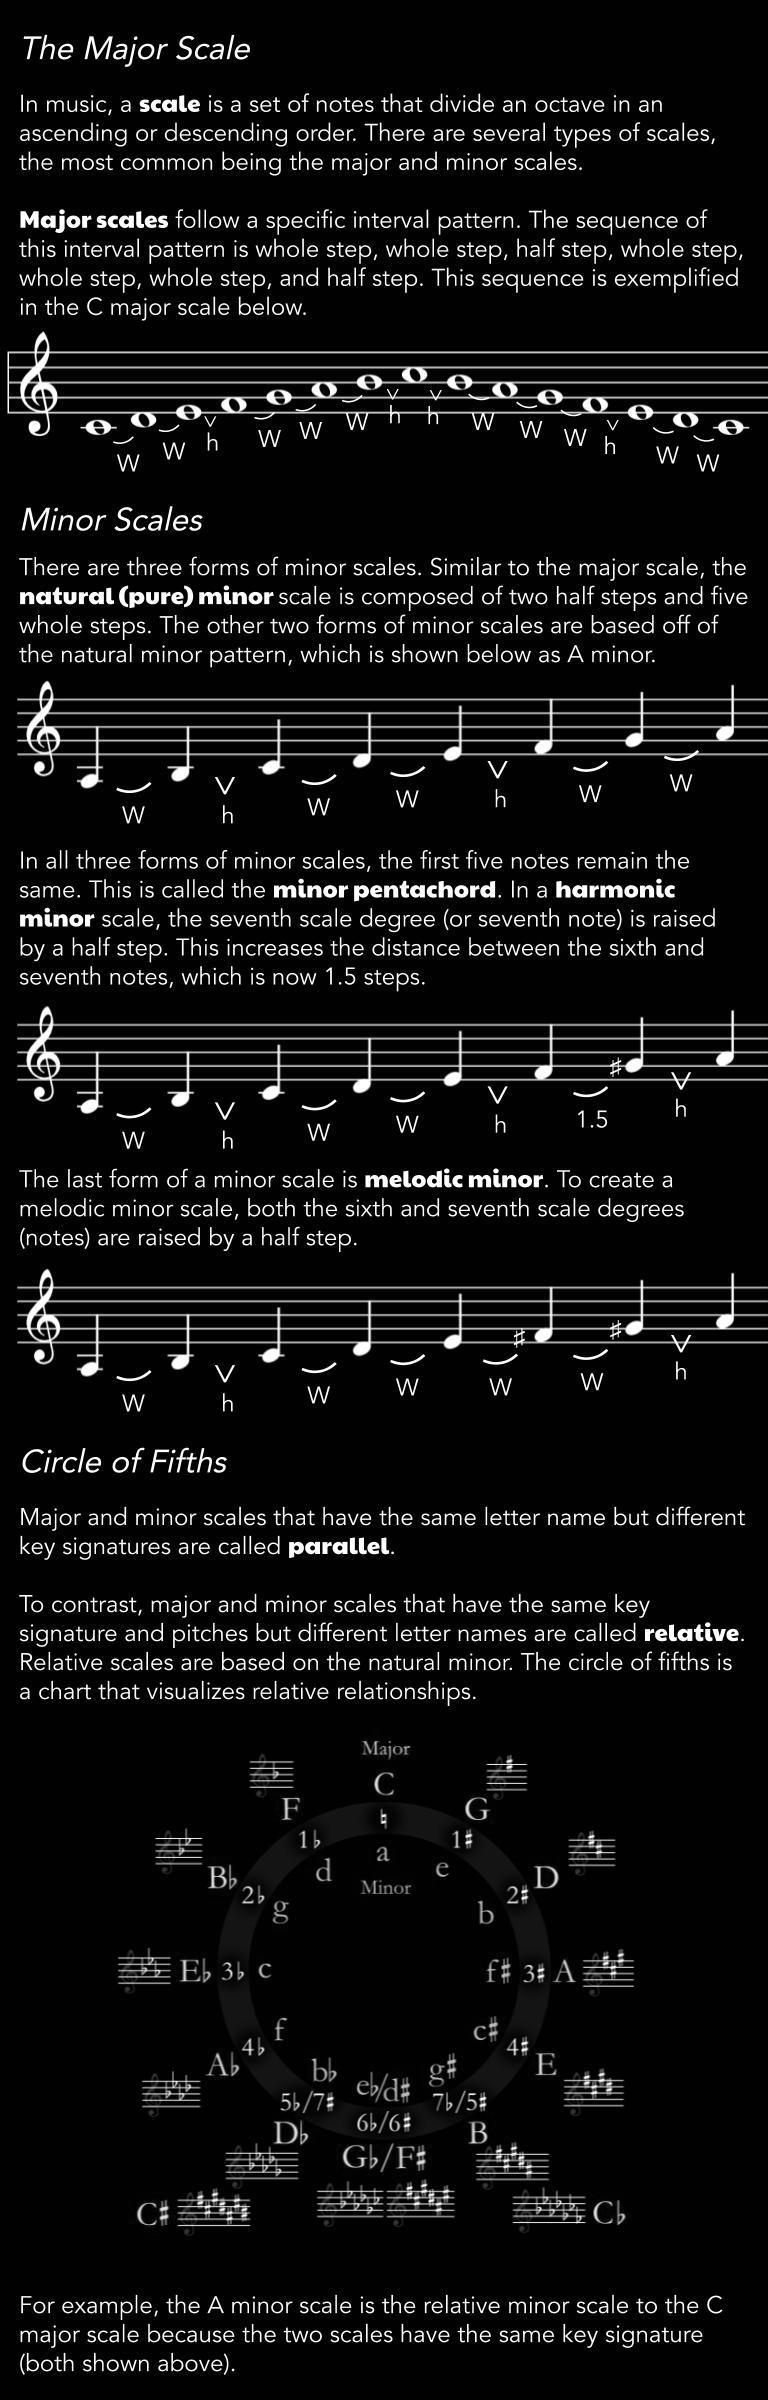 The Major Scale
In music, a scale is a set of notes that divide an octave in an
ascending or descending order. There are several types of scales,
the most common being the major and minor scales.
Major scales follow a specific interval pattern. The sequence of
this interval pattern is whole step, whole step, half step, whole step,
whole step, whole step, and half step. This sequence is exemplified
in the C major scale below.
W W h W W W h h W W W h W W
Minor Scales
There are three forms of minor scales. Similar to the major scale, the
natural (pure) minor scale is composed of two half steps and five
whole steps. The other two forms of minor scales are based off of
the natural minor pattern, which is shown below as A minor.
W h W W h W W
In all three forms of minor scales, the first five notes remain the
same. This is called the minor pentachord. In a harmonic
minor scale, the seventh scale degree (or seventh note) is raised
by a half step. This increases the distance between the sixth and
seventh notes, which is now 1.5 steps.
W h W W h 1.5 h
The last form of a minor scale is melodic minor. To create a
melodic minor scale, both the sixth and seventh scale degrees
(notes) are raised by a half step.
W h W W W W h
Circle of Fifths
Major and minor scales that have the same letter name but different
key signatures are called parallel.
To contrast, major and minor scales that have the same key
signature and pitches but different letter names are called relative.
Relative scales are based on the natural minor. The circle of fifths is
a chart that visualizes relative relationships.
Major
C
F ♮ G
1♭ a 1♯
d e
Minor
B♭ 2♭ g b 2♯ D
E♭ 3♭ c f♯ 3♯ A
f c♯
A♭ 4♭ 4♯ E
b♭ e♭/d♯ g♯
5♭/7♯ 6♭/6♯ 7♭/5♯
D♭ G♭/F♯ B
C♯ C♭
For example, the A minor scale is the relative minor scale to the C
major scale because the two scales have the same key signature
(both shown above).